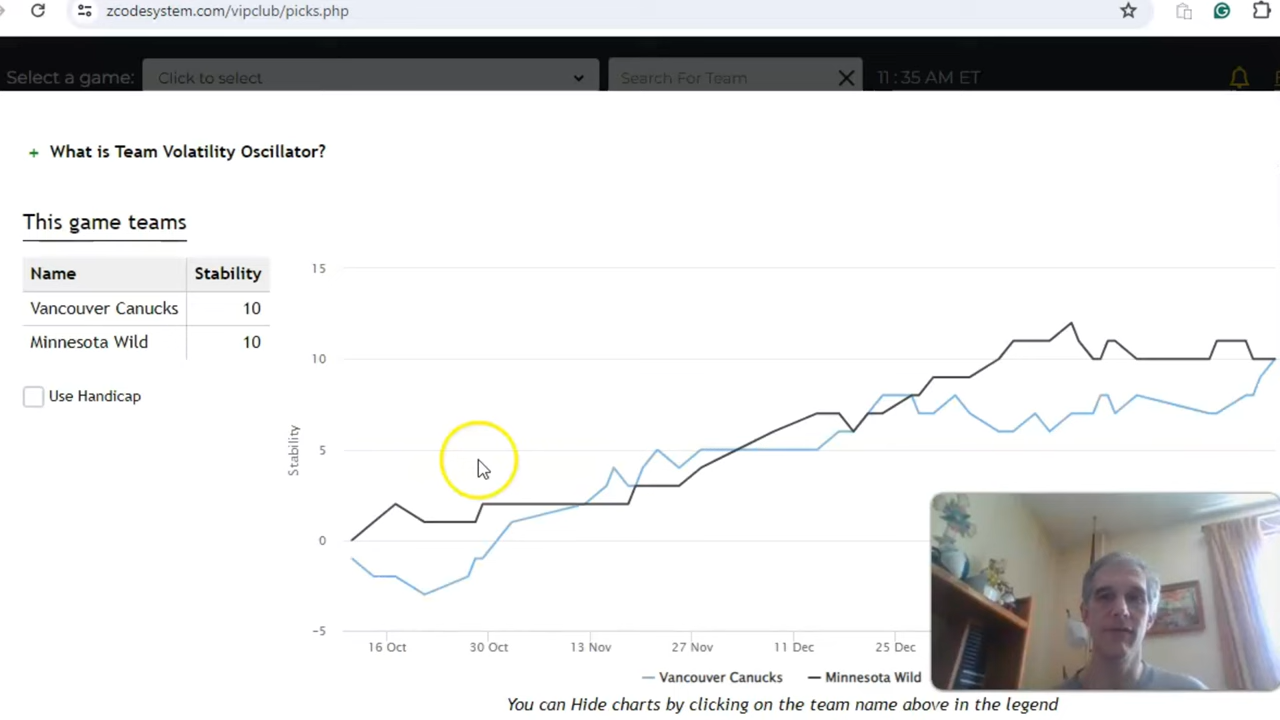 zcodesystem.com/vipclub/picks.php
Select a game: Click to select Search For Team 11:35 AM ET
+ What is Team Volatility Oscillator?
This game teams
Name Stability
Vancouver Canucks 10
Minnesota Wild 10
Use Handicap
Stability
15
10
5
0
-5
16 Oct 30 Oct 13 Nov 27 Nov 11 Dec 25 Dec
Vancouver Canucks Minnesota Wild
You can Hide charts by clicking on the team name above in the legend